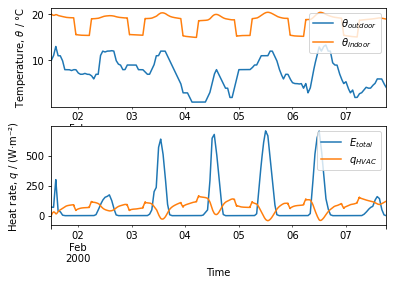 Temperature, θ / °C
20
10
θoutdoor
θindoor
02 03 04 05 06 07
Heat rate, q / (W·m⁻²)
500
250
0
Etotal
qHVAC
02 03 04 05 06 07
Feb
2000
Time